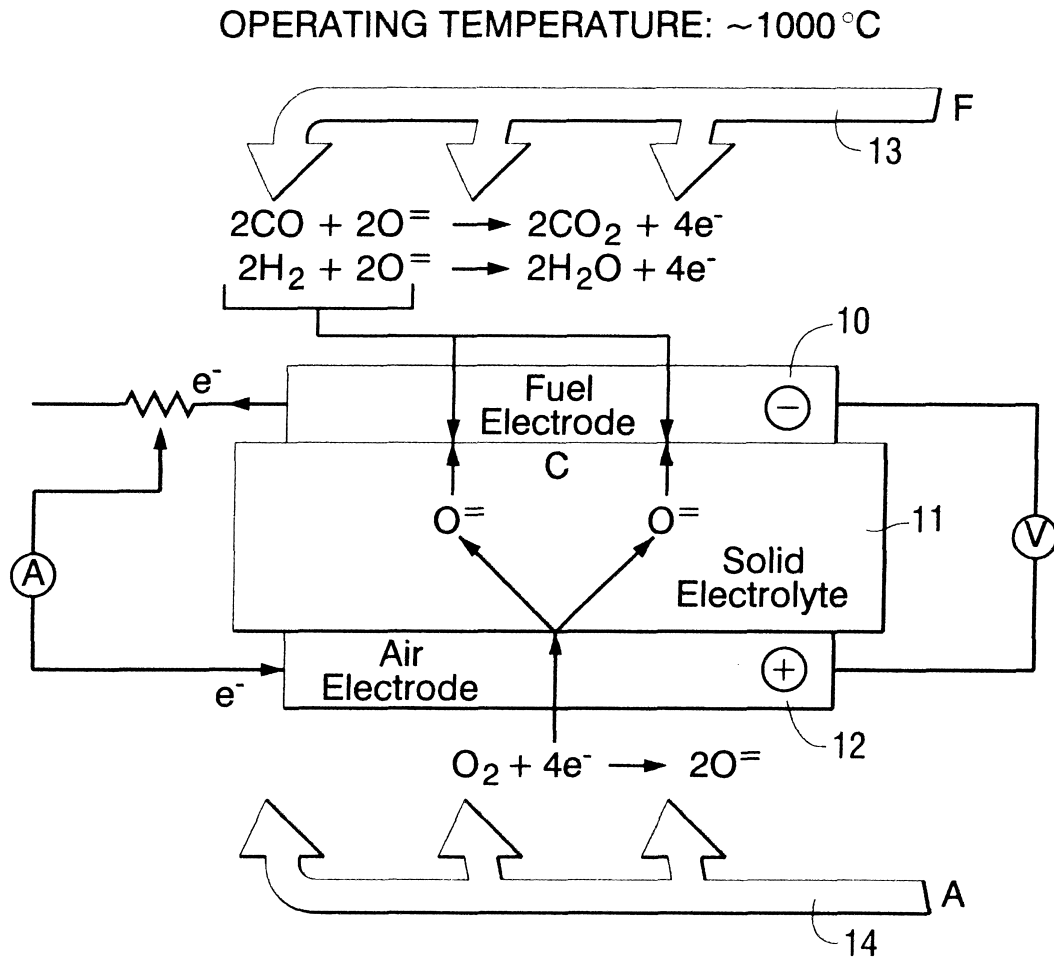 OPERATING TEMPERATURE: ~1000°C
F
13
2CO + 2O⁼ → 2CO₂ + 4e⁻
2H₂ + 2O⁼ → 2H₂O + 4e⁻
10
e⁻
Fuel
Electrode
−
C
O⁼
O⁼
11
A
V
Solid
Electrolyte
Air
Electrode
+
e⁻
12
O₂ + 4e⁻ → 2O⁼
A
14